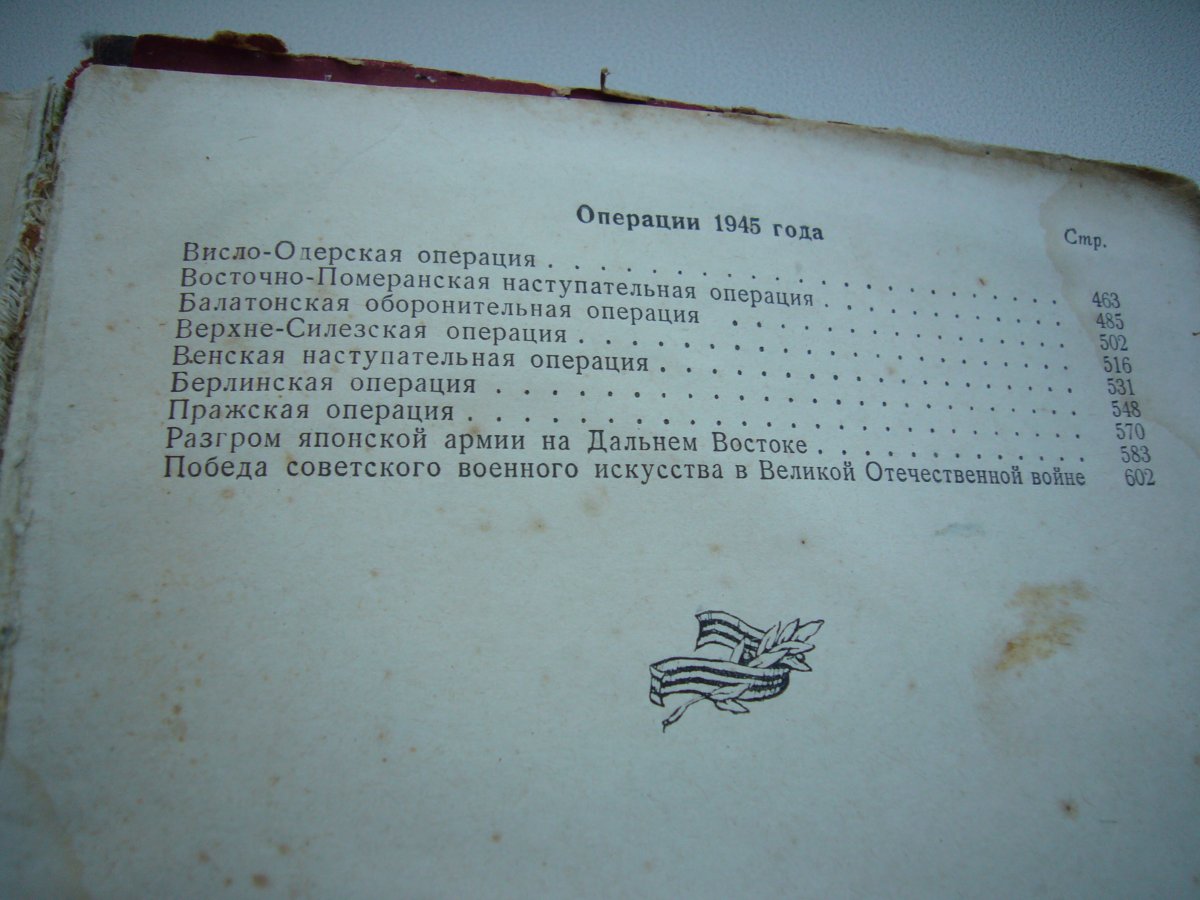 Операции 1945 года
Стр.
Висло-Одерская операция . . . . . . . . . . . . . . . . . . . . 463
Восточно-Померанская наступательная операция . . . . . . . . . . 485
Балатонская оборонительная операция . . . . . . . . . . . . . 502
Верхне-Силезская операция . . . . . . . . . . . . . . . . . . . 516
Венская наступательная операция . . . . . . . . . . . . . . . . 531
Берлинская операция . . . . . . . . . . . . . . . . . . . . . . 548
Пражская операция . . . . . . . . . . . . . . . . . . . . . . . 570
Разгром японской армии на Дальнем Востоке . . . . . . . . . . . 583
Победа советского военного искусства в Великой Отечественной войне 602